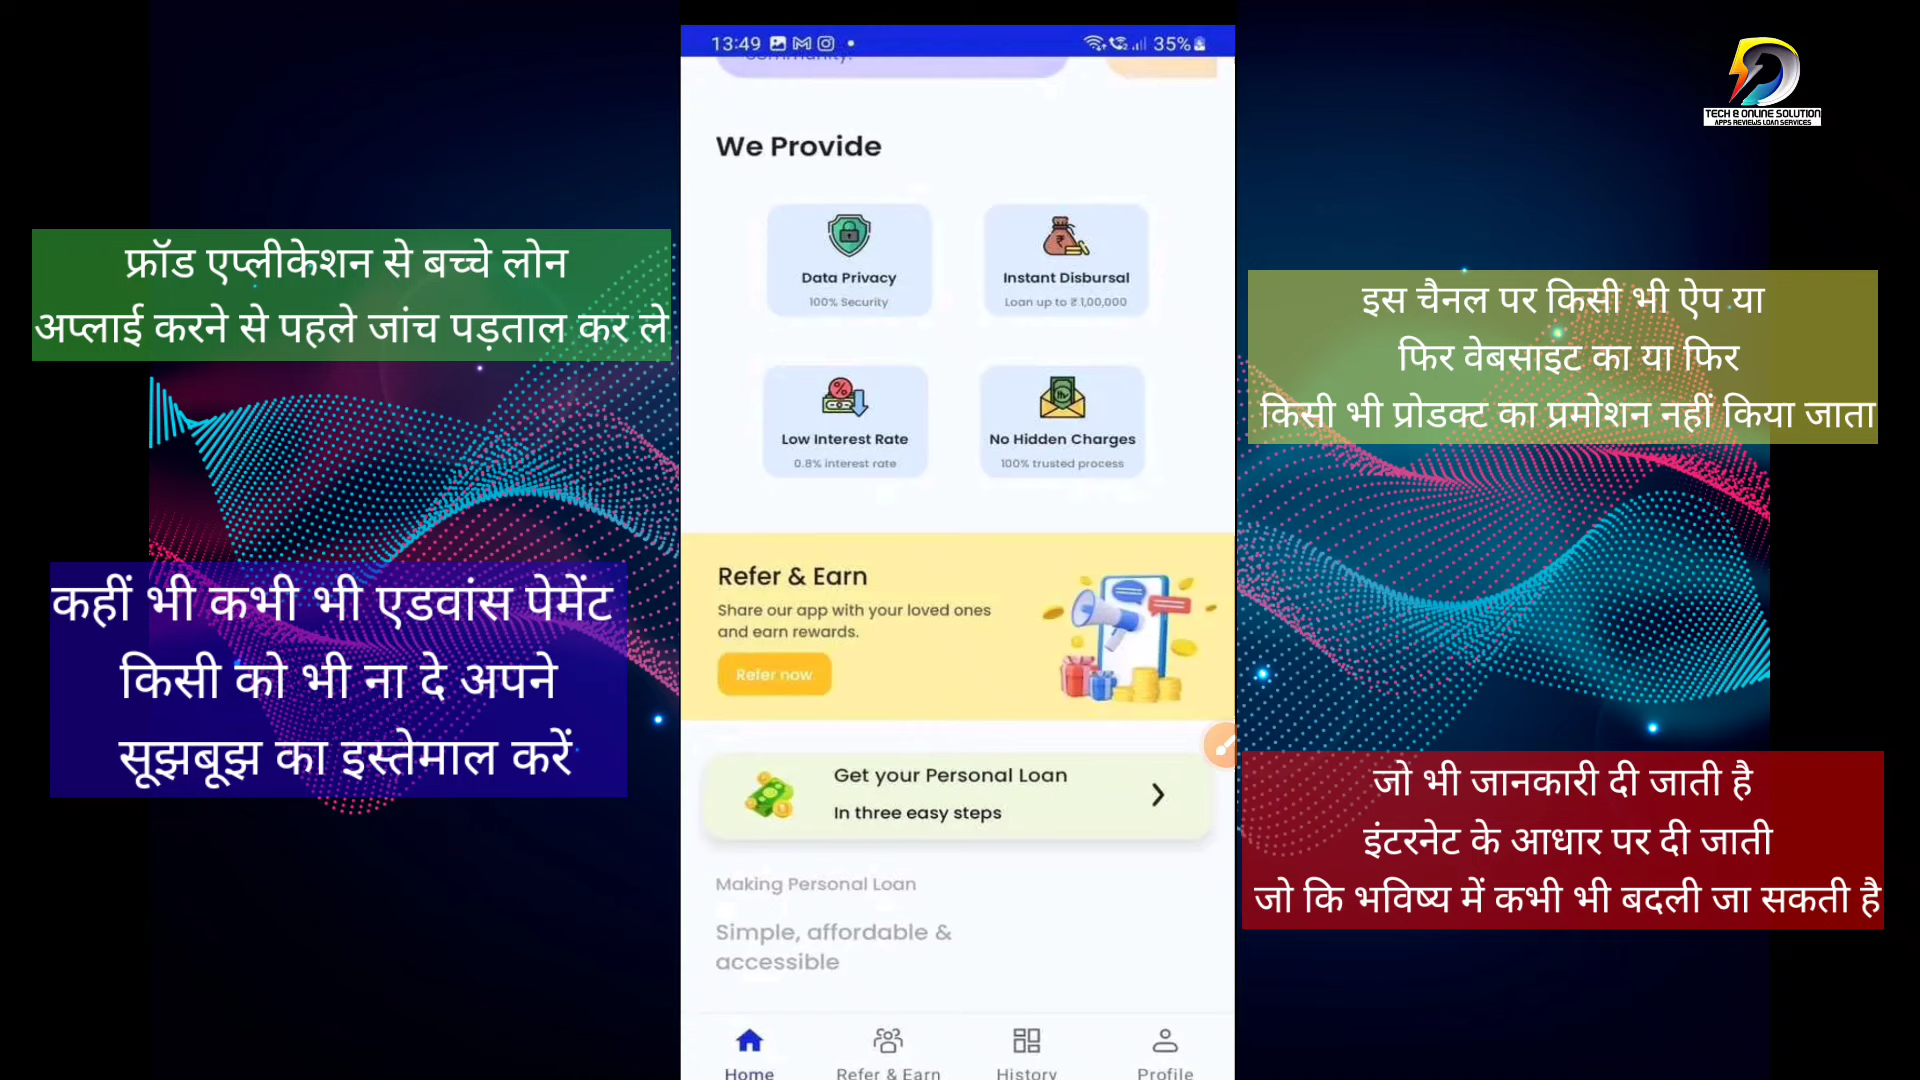 13:49
35%
community.
We Provide
Data Privacy
100% Security
Instant Disbursal
Loan up to ₹ 1,00,000
Low Interest Rate
0.8% interest rate
No Hidden Charges
100% trusted process
Refer & Earn
Share our app with your loved ones
and earn rewards.
Refer now
Get your Personal Loan
In three easy steps
Making Personal Loan
Simple, affordable &
accessible
Home
Refer & Earn
History
Profile
फ्रॉड एप्लीकेशन से बच्चे लोन
अप्लाई करने से पहले जांच पड़ताल कर ले
कहीं भी कभी भी एडवांस पेमेंट
किसी को भी ना दे अपने
सूझबूझ का इस्तेमाल करें
TECH & ONLINE SOLUTION
APPS REVIEWS LOAN SERVICES
इस चैनल पर किसी भी ऐप या
फिर वेबसाइट का या फिर
किसी भी प्रोडक्ट का प्रमोशन नहीं किया जाता
जो भी जानकारी दी जाती है
इंटरनेट के आधार पर दी जाती
जो कि भविष्य में कभी भी बदली जा सकती है